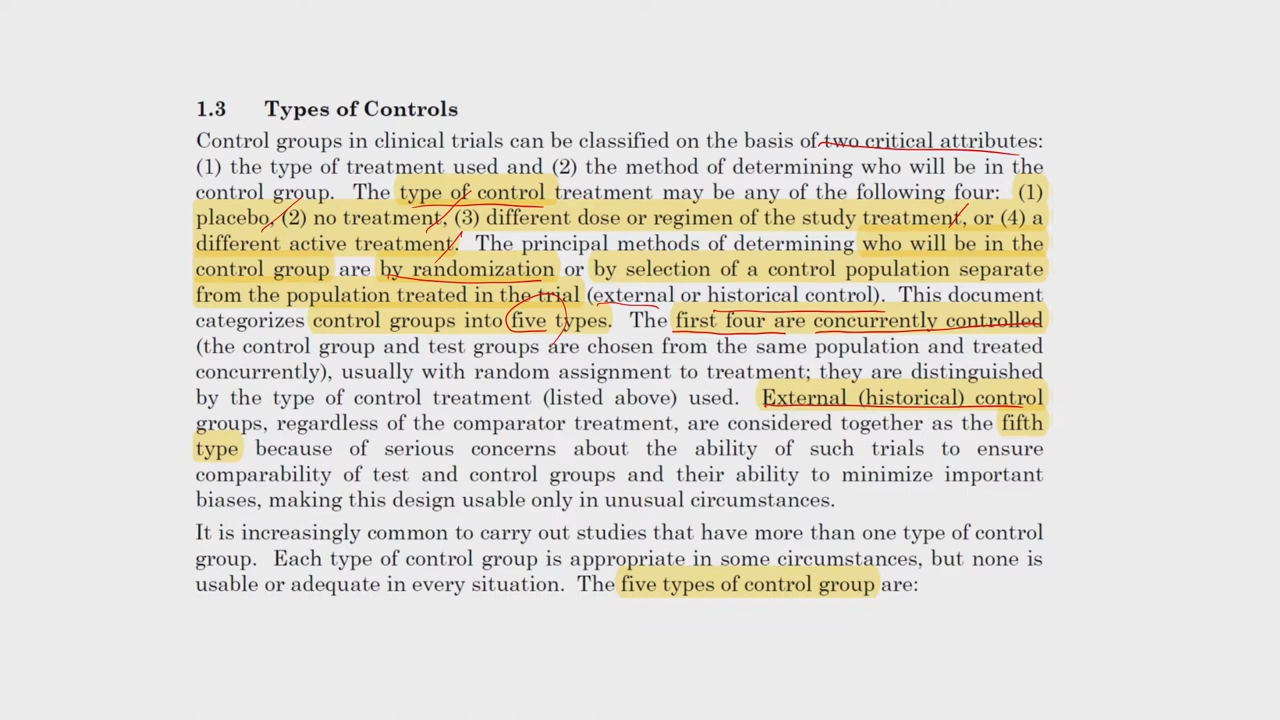 1.3 Types of Controls
Control groups in clinical trials can be classified on the basis of two critical attributes:
(1) the type of treatment used and (2) the method of determining who will be in the
control group. The type of control treatment may be any of the following four: (1)
placebo, (2) no treatment, (3) different dose or regimen of the study treatment, or (4) a
different active treatment. The principal methods of determining who will be in the
control group are by randomization or by selection of a control population separate
from the population treated in the trial (external or historical control). This document
categorizes control groups into five types. The first four are concurrently controlled
(the control group and test groups are chosen from the same population and treated
concurrently), usually with random assignment to treatment; they are distinguished
by the type of control treatment (listed above) used. External (historical) control
groups, regardless of the comparator treatment, are considered together as the fifth
type because of serious concerns about the ability of such trials to ensure
comparability of test and control groups and their ability to minimize important
biases, making this design usable only in unusual circumstances.
It is increasingly common to carry out studies that have more than one type of control
group. Each type of control group is appropriate in some circumstances, but none is
usable or adequate in every situation. The five types of control group are: